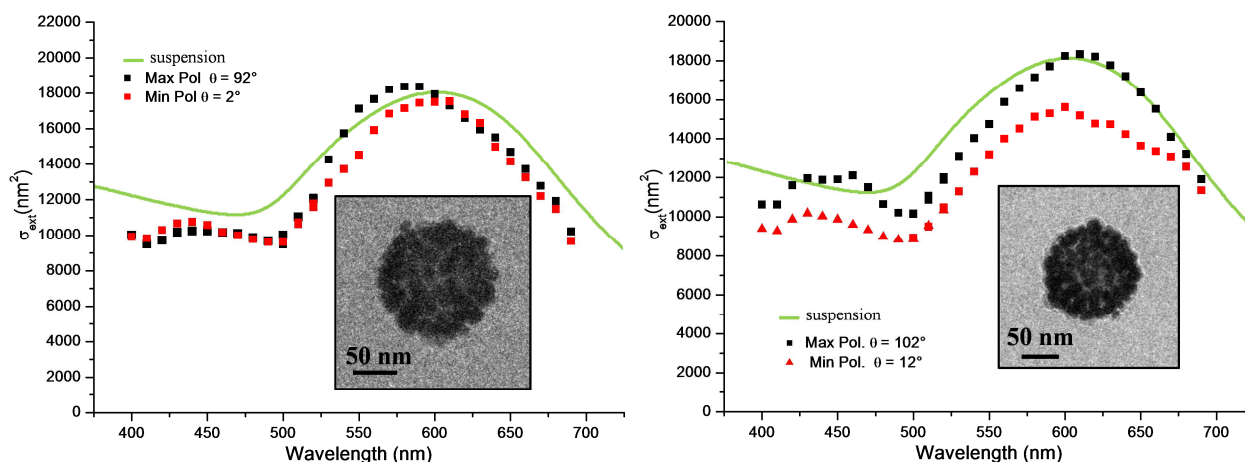 22000
20000
18000
16000
14000
12000
10000
8000
6000
4000
2000
0
σext(nm²)
suspension
Max Pol θ = 92°
Min Pol θ = 2°
50 nm
400 450 500 550 600 650 700
Wavelength (nm)
20000
18000
16000
14000
12000
10000
8000
6000
4000
2000
0
σext(nm²)
suspension
Max Pol. θ = 102°
Min Pol. θ = 12°
50 nm
400 450 500 550 600 650 700
Wavelength (nm)